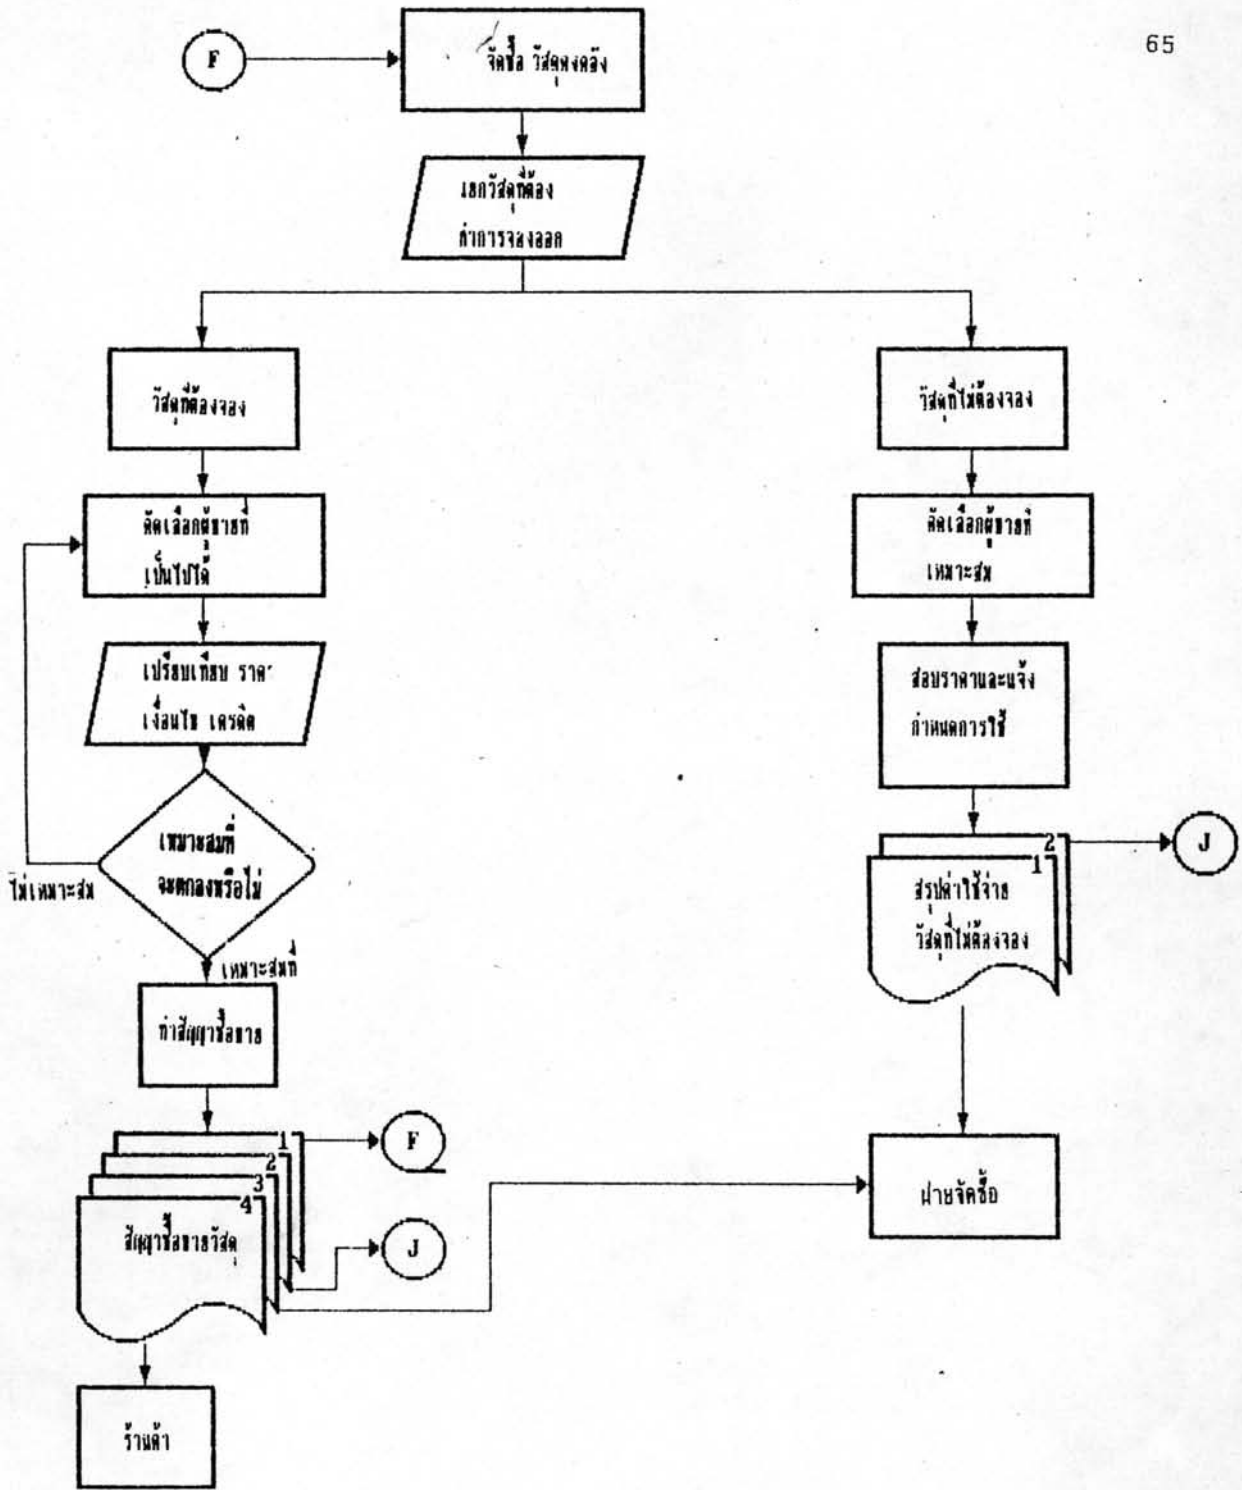 65
F
จัดซื้อ วัสดุคงคลัง
แยกวัสดุที่ต้อง
ทำการจองออก
วัสดุที่ต้องจอง
วัสดุที่ไม่ต้องจอง
คัดเลือกผู้ขายที่
เป็นไปได้
คัดเลือกผู้ขายที่
เหมาะสม
เปรียบเทียบ ราคา
เงื่อนไข เครดิต
สอบราคาและแจ้ง
กำหนดการใช้
เหมาะสมที่
จะตกลงหรือไม่
ไม่เหมาะสม
2
1
J
สรุปค่าใช้จ่าย
วัสดุที่ไม่ต้องจอง
เหมาะสมที่
ทำสัญญาซื้อขาย
1
2
3
4
F
สัญญาซื้อขายวัสดุ
J
ฝ่ายจัดซื้อ
ร้านค้า